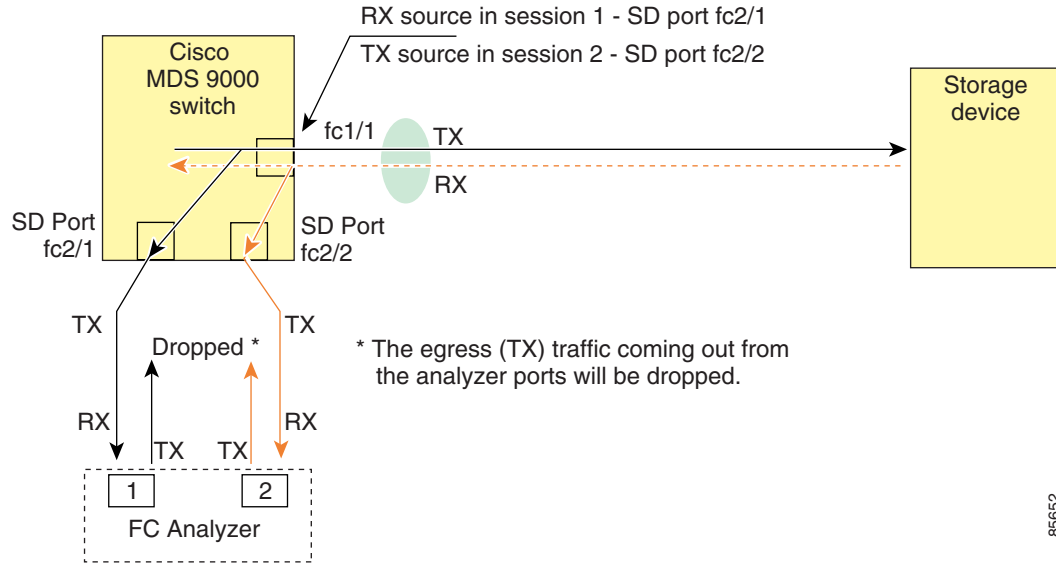 RX source in session 1 - SD port fc2/1
TX source in session 2 - SD port fc2/2
Cisco
MDS 9000
switch
Storage
device
fc1/1
TX
RX
SD Port
fc2/1
SD Port
fc2/2
TX
TX
Dropped *
* The egress (TX) traffic coming out from
the analyzer ports will be dropped.
RX
TX
TX
RX
1
2
FC Analyzer
85652